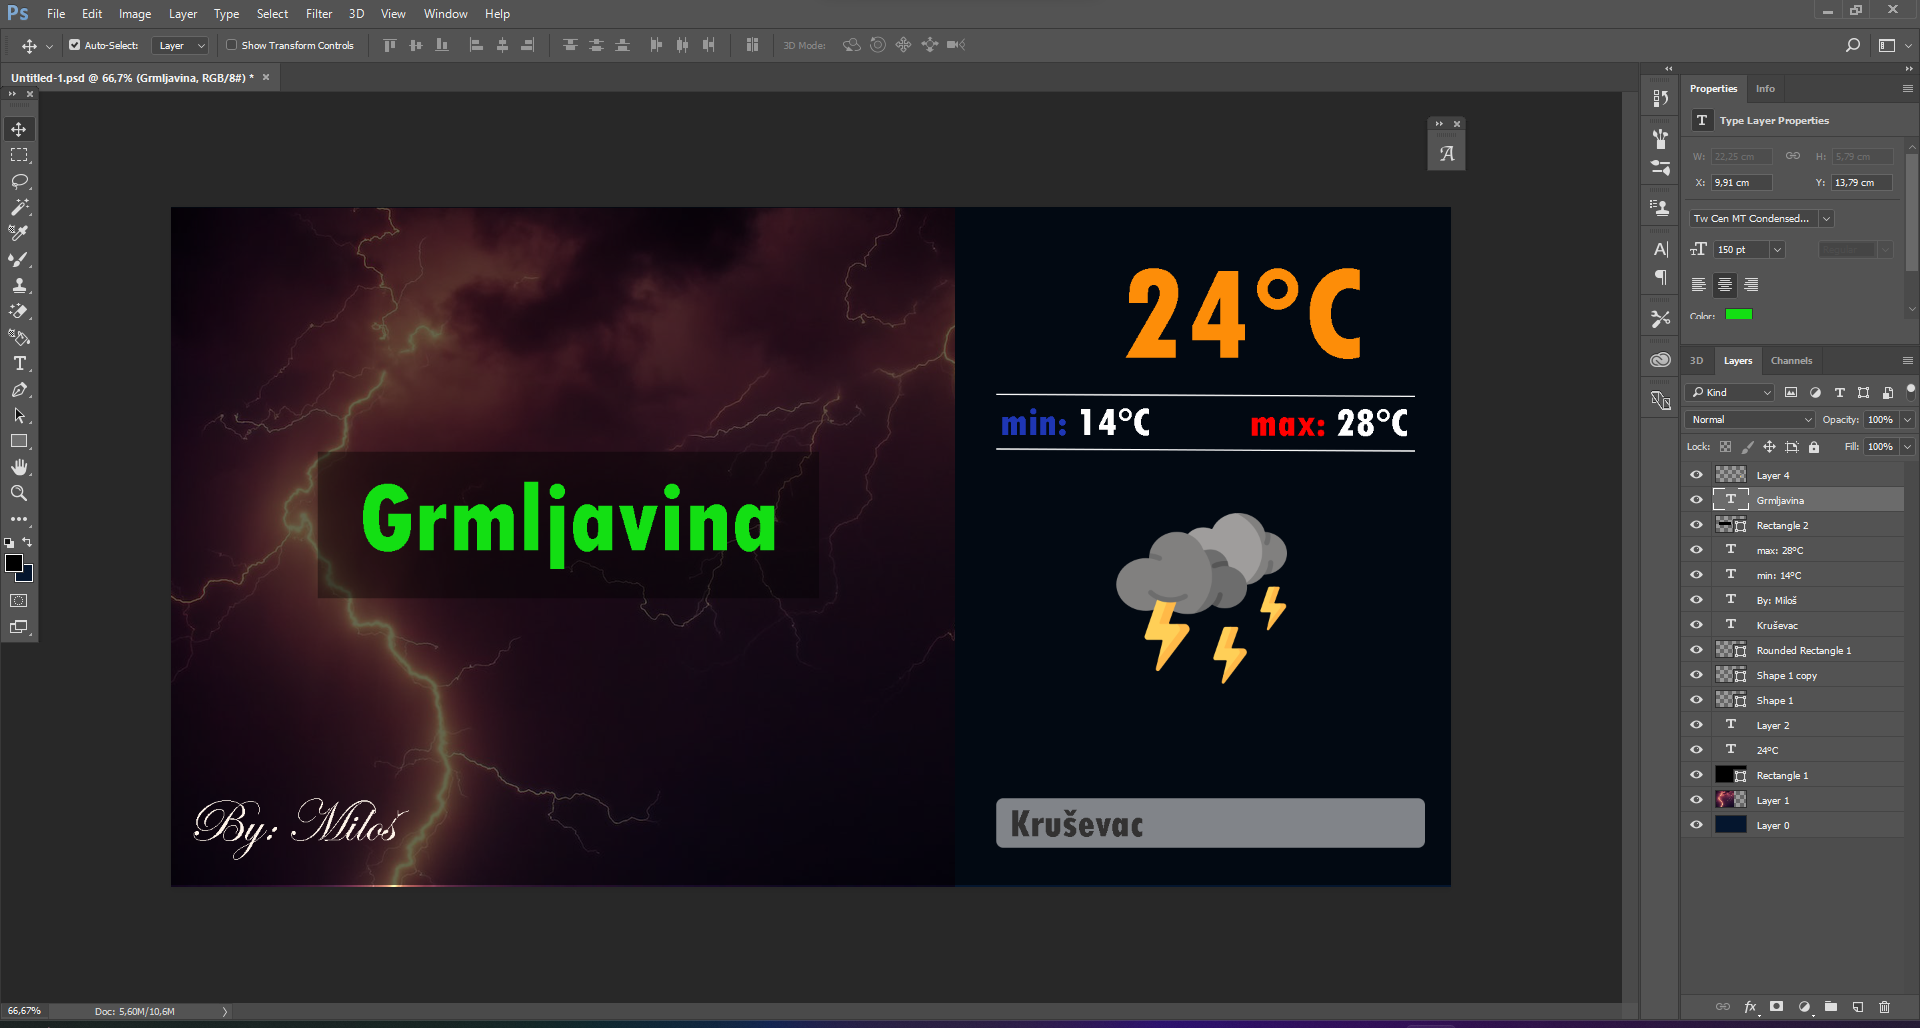 Ps File Edit Image Layer Type Select Filter 3D View Window Help
Auto-Select: Layer Show Transform Controls 3D Mode:
Untitled-1.psd @ 66,7% (Grmljavina, RGB/8#) * ×
24°C
min: 14°C max: 28°C
Grmljavina
By: Miloš
Kruševac
Properties Info
T Type Layer Properties
W: 22,25 cm H: 5,79 cm
X: 9,91 cm Y: 13,79 cm
Tw Cen MT Condensed...
150 pt
Color:
3D Layers Channels
Kind
Normal Opacity: 100%
Lock: Fill: 100%
Layer 4
Grmljavina
Rectangle 2
max: 28°C
min: 14°C
By: Miloš
Kruševac
Rounded Rectangle 1
Shape 1 copy
Shape 1
Layer 2
24°C
Rectangle 1
Layer 1
Layer 0
66,67% Doc: 5,60M/10,6M